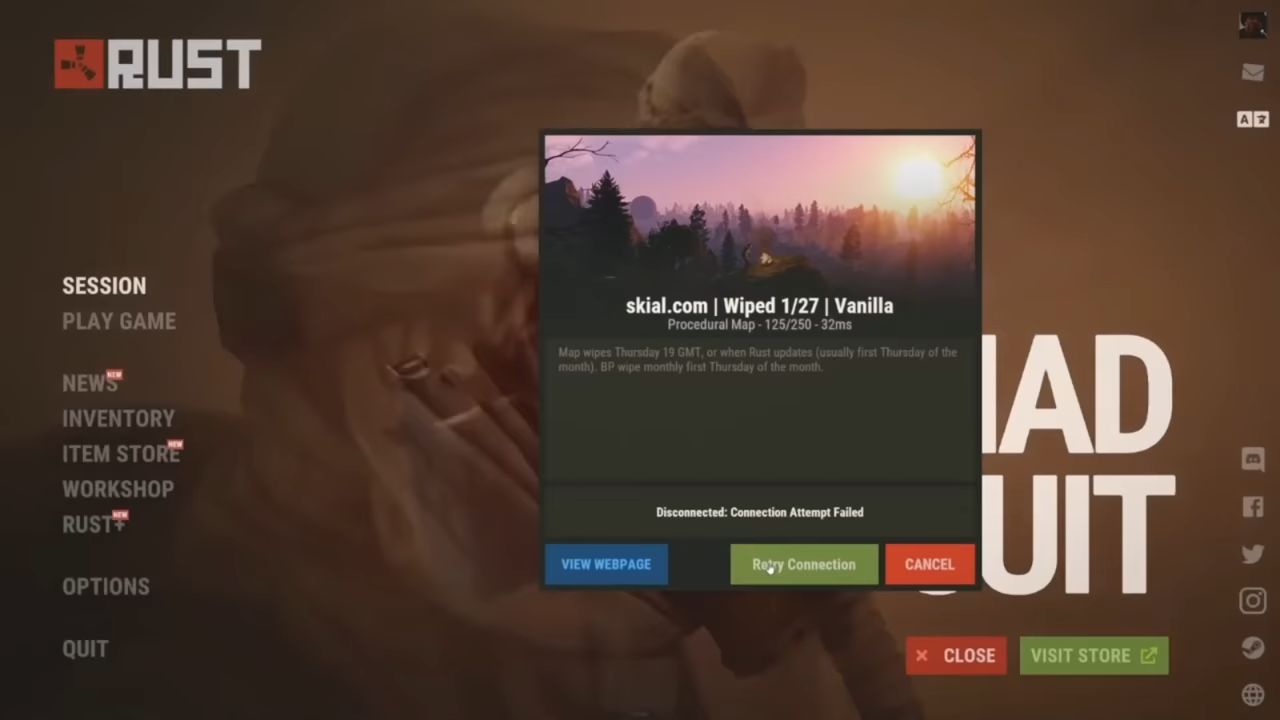 RUST
SESSION
PLAY GAME
NEWS NEW
INVENTORY
ITEM STORE NEW
WORKSHOP
RUST+ NEW
OPTIONS
QUIT
skial.com | Wiped 1/27 | Vanilla
Procedural Map - 125/250 - 32ms
Map wipes Thursday 19 GMT, or when Rust updates (usually first Thursday of the
month). BP wipe monthly first Thursday of the month.
Disconnected: Connection Attempt Failed
VIEW WEBPAGE
Retry Connection
CANCEL
CLOSE
VISIT STORE